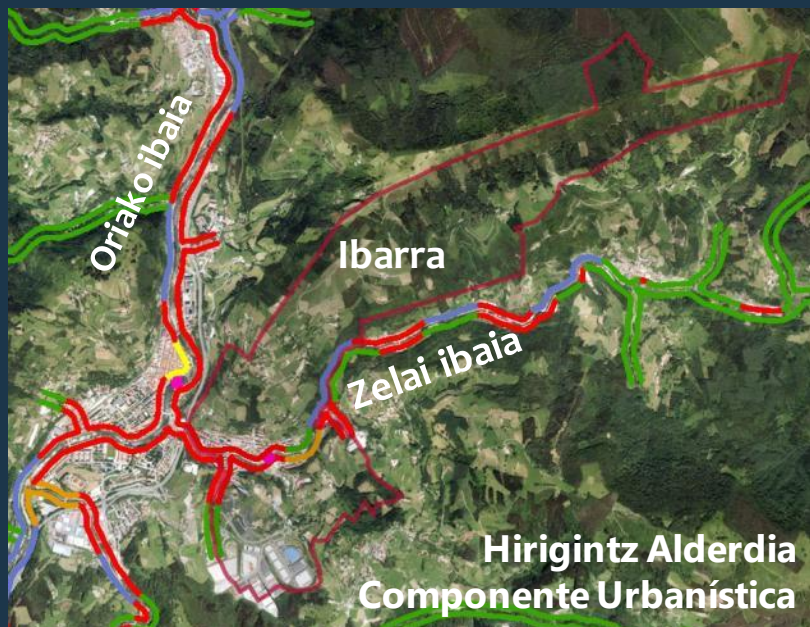 Oriako ibaia
Ibarra
Zelai ibaia
Hirigintz Alderdia
Componente Urbanística